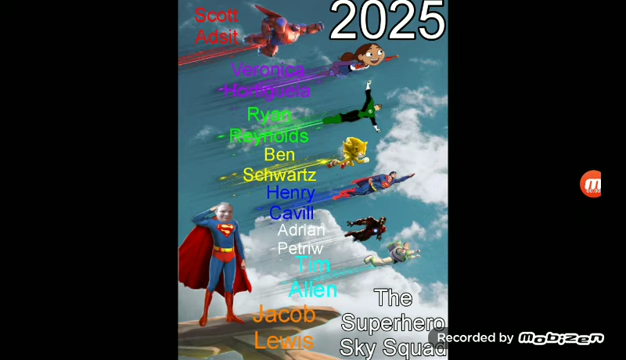 2025
Scott
Adsit
Veronica
Hortiguela
Ryan
Reynolds
Ben
Schwartz
Henry
Cavill
Adrian
Petriw
Tim
Allen
Jacob
Lewis
The
Superhero
Sky Squad
Recorded by mobizen